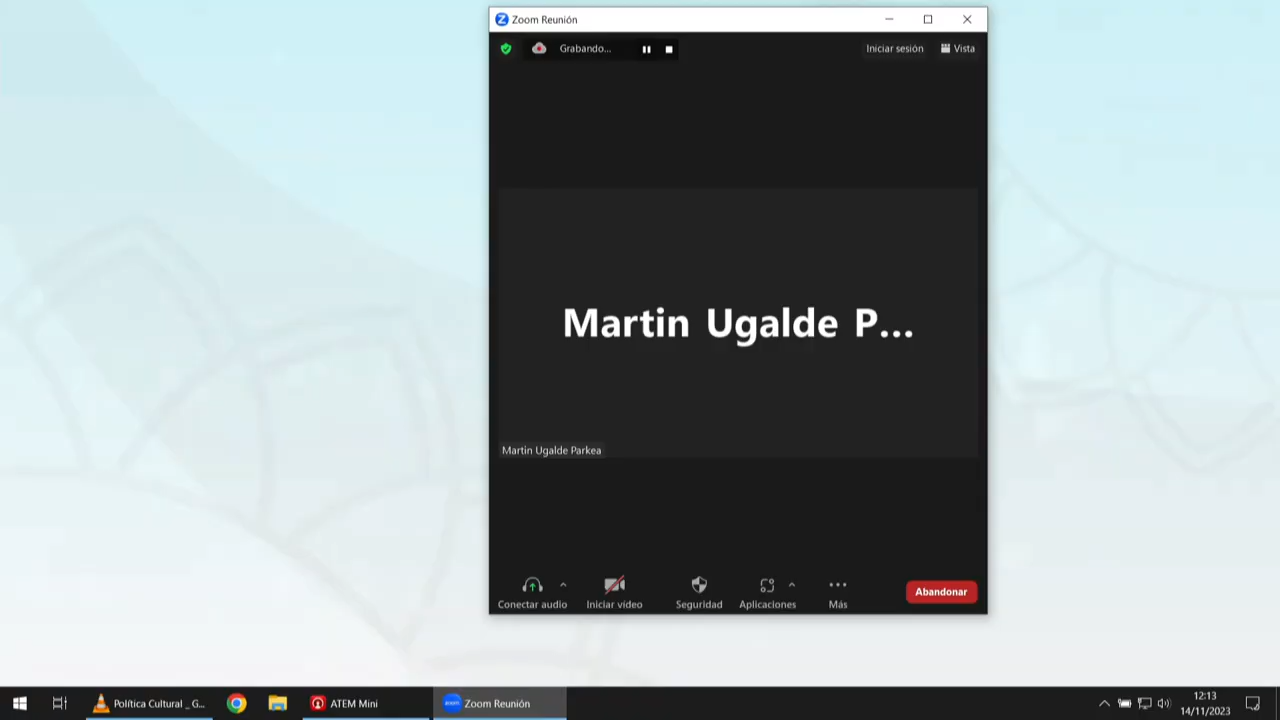 Zoom Reunión
Grabando...
Iniciar sesión
Vista
Martin Ugalde P...
Martin Ugalde Parkea
Conectar audio
Iniciar vídeo
Seguridad
Aplicaciones
Más
Abandonar
Política Cultural _ G...
ATEM Mini
zoom
Zoom Reunión
12:13
14/11/2023